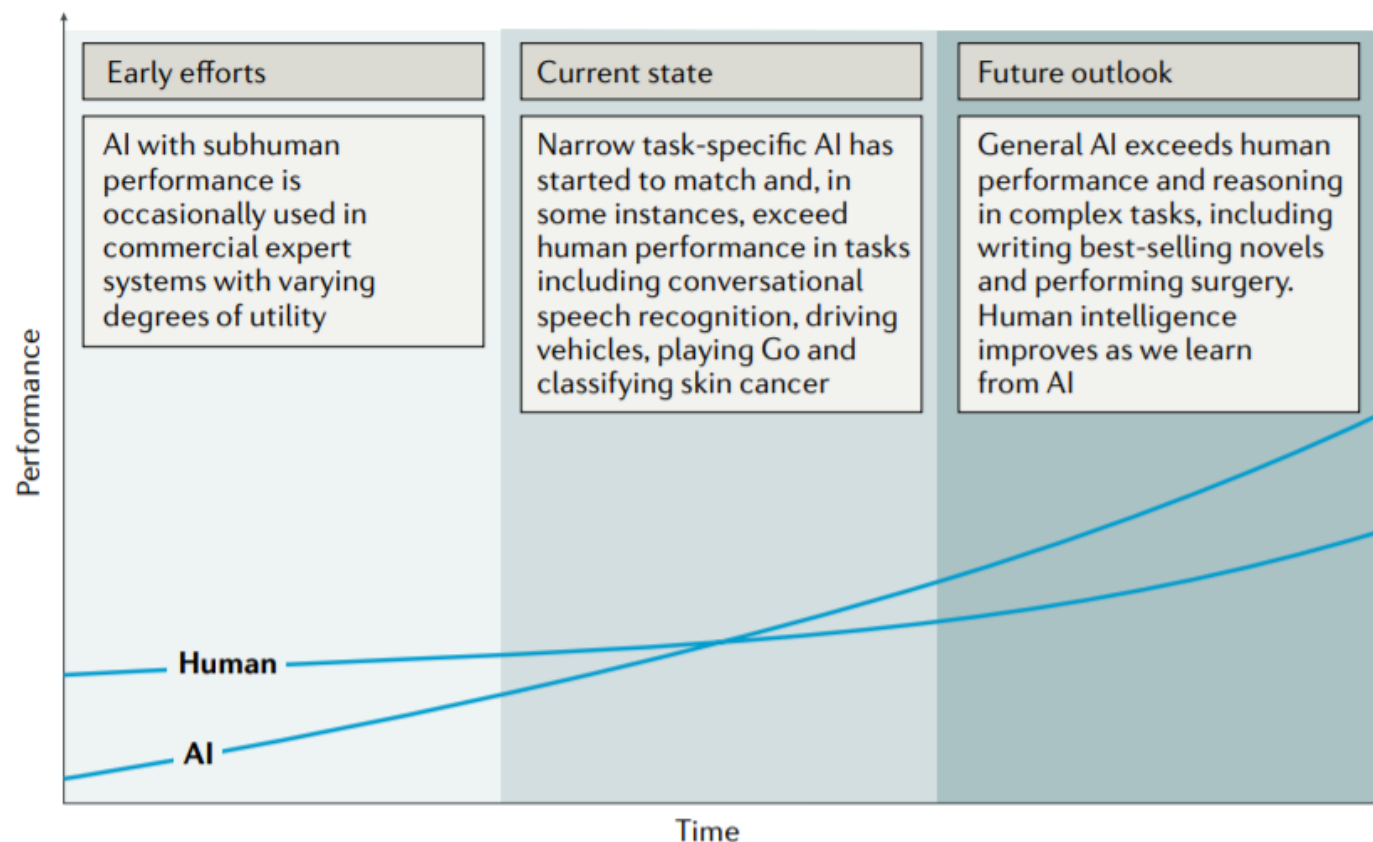 Early efforts
AI with subhuman
performance is
occasionally used in
commercial expert
systems with varying
degrees of utility
Current state
Narrow task-specific AI has
started to match and, in
some instances, exceed
human performance in tasks
including conversational
speech recognition, driving
vehicles, playing Go and
classifying skin cancer
Future outlook
General AI exceeds human
performance and reasoning
in complex tasks, including
writing best-selling novels
and performing surgery.
Human intelligence
improves as we learn
from AI
Performance
Human
AI
Time